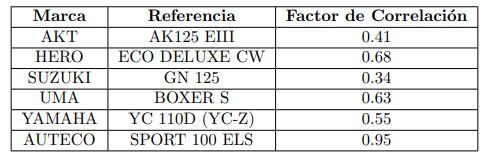 Marca Referencia Factor de Correlación
AKT AK125 EIII 0.41
HERO ECO DELUXE CW 0.68
SUZUKI GN 125 0.34
UMA BOXER S 0.63
YAMAHA YC 110D (YC-Z) 0.55
AUTECO SPORT 100 ELS 0.95